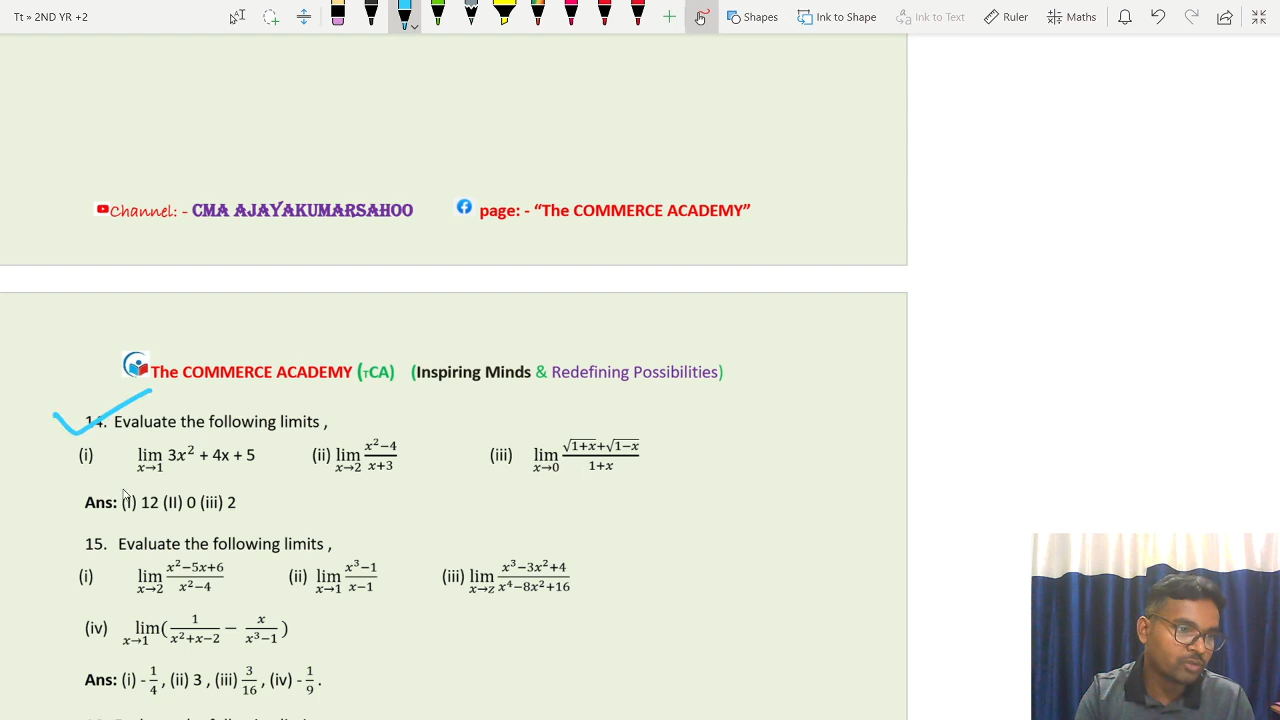 Tt » 2ND YR +2
Shapes Ink to Shape Ink to Text Ruler Maths
Channel: - CMA AJAYAKUMARSAHOO page: - “The COMMERCE ACADEMY”
The COMMERCE ACADEMY (TCA) (Inspiring Minds & Redefining Possibilities)
14. Evaluate the following limits ,
(i) lim x→1 3x² + 4x + 5 (ii) lim x→2 (x²−4)/(x+3) (iii) lim x→0 (√1+x+√1−x)/(1+x)
Ans: (i) 12 (II) 0 (iii) 2
15. Evaluate the following limits ,
(i) lim x→2 (x²−5x+6)/(x²−4) (ii) lim x→1 (x³−1)/(x−1) (iii) lim x→z (x³−3x²+4)/(x⁴−8x²+16)
(iv) lim x→1 (1/(x²+x−2) − x/(x³−1))
Ans: (i) - 1/4 , (ii) 3 , (iii) 3/16 , (iv) - 1/9 .